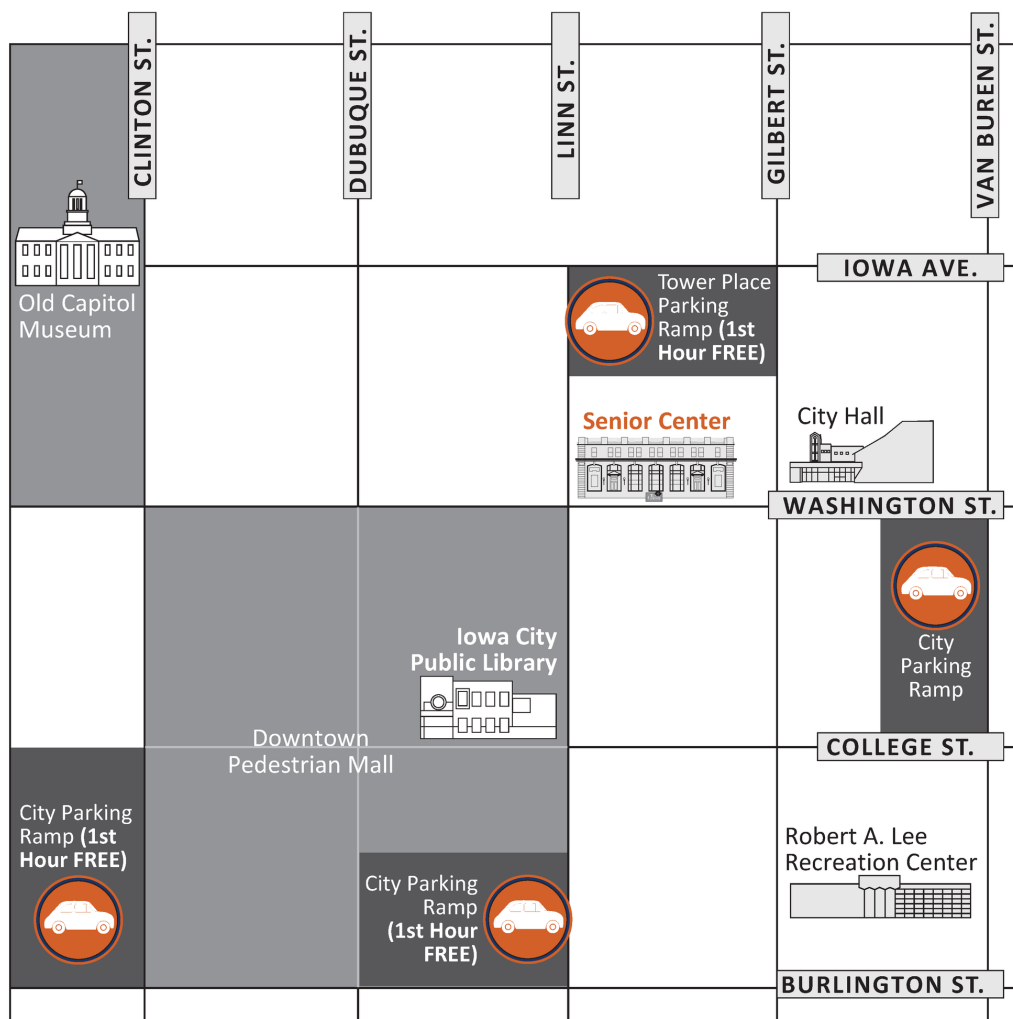 CLINTON ST.
DUBUQUE ST.
LINN ST.
GILBERT ST.
VAN BUREN ST.
IOWA AVE.
Old Capitol
Museum
Tower Place
Parking
Ramp (1st
Hour FREE)
Senior Center
City Hall
WASHINGTON ST.
City
Parking
Ramp
Iowa City
Public Library
Downtown
Pedestrian Mall
COLLEGE ST.
City Parking
Ramp (1st
Hour FREE)
City Parking
Ramp
(1st Hour
FREE)
Robert A. Lee
Recreation Center
BURLINGTON ST.